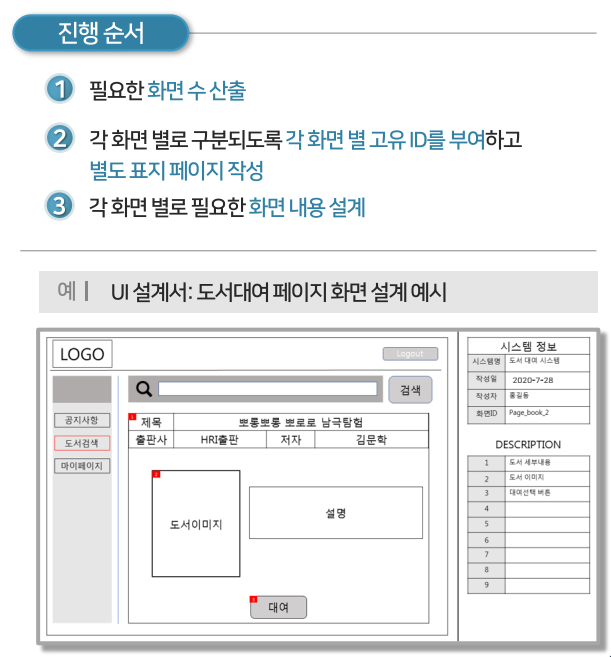 진행 순서
1 필요한 화면 수 산출
2 각 화면 별로 구분되도록 각 화면 별 고유 ID를 부여하고
별도 표지 페이지 작성
3 각 화면 별로 필요한 화면 내용 설계
예 | UI 설계서: 도서대여 페이지 화면 설계 예시
LOGO
Logout
검색
공지사항
도서검색
마이페이지
1 제목 뽀롱뽀롱 뽀로로 남극탐험
출판사 HRI출판 저자 김문학
2
도서이미지
설명
3 대여
시스템 정보
시스템명 도서 대여 시스템
작성일 2020-7-28
작성자 홍길동
화면ID Page_book_2
DESCRIPTION
1 도서 세부내용
2 도서 이미지
3 대여선택 버튼
4
5
6
7
8
9